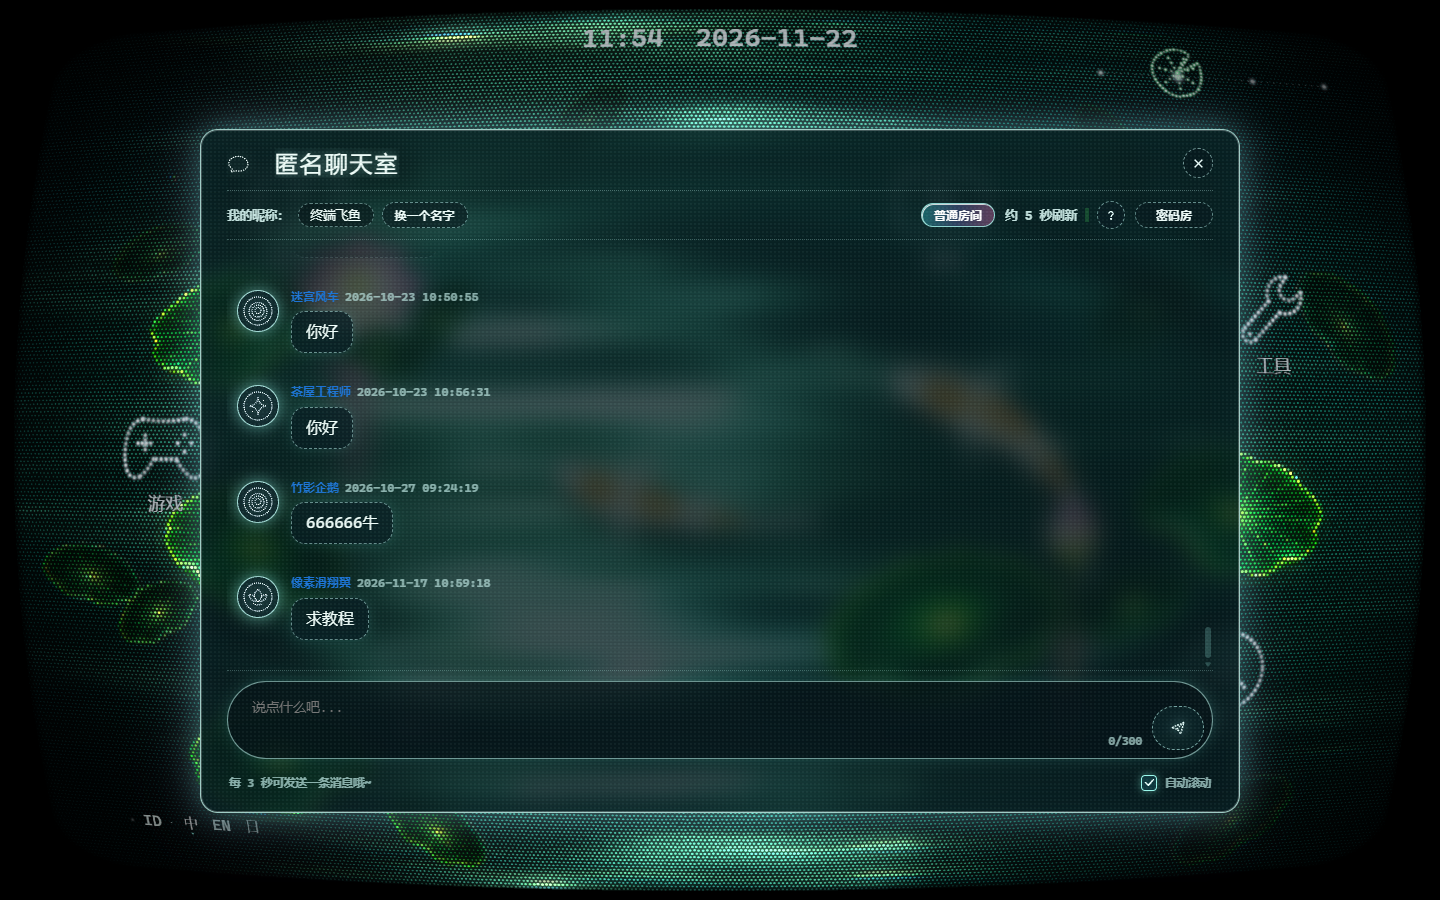 11:54 2026-11-22
匿名聊天室
我的昵称: 终端飞鱼 换一个名字 普通房间 约 5 秒刷新 ? 密码房
迷宫风车 2026-10-23 10:50:55
你好
茶屋工程师 2026-10-23 10:56:31
你好
竹影企鹅 2026-10-27 09:24:19
666666牛
像素滑翔翼 2026-11-17 10:59:18
求教程
说点什么吧...
0/300
每 3 秒可发送一条消息哦~ 自动滚动
游戏
工具
· ID · 中 EN 日